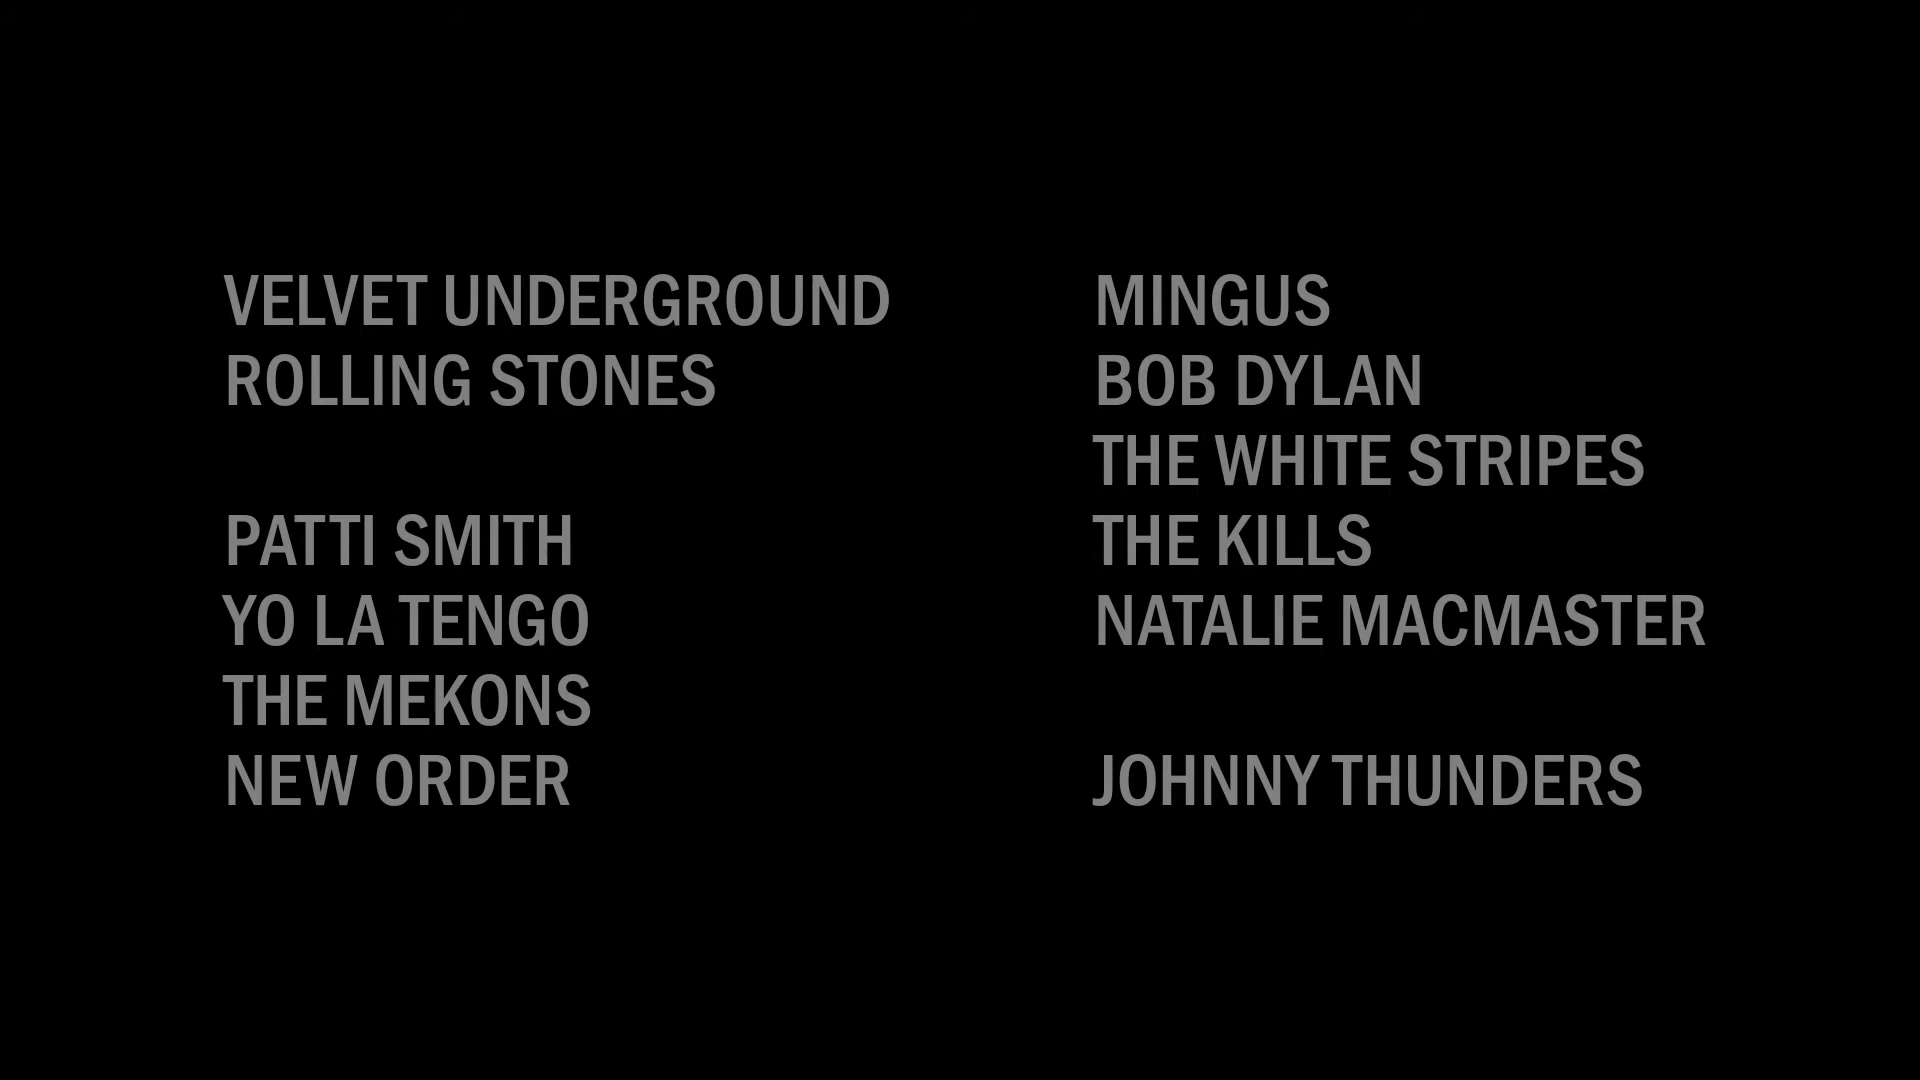 VELVET UNDERGROUND
ROLLING STONES
PATTI SMITH
YO LA TENGO
THE MEKONS
NEW ORDER
MINGUS
BOB DYLAN
THE WHITE STRIPES
THE KILLS
NATALIE MACMASTER
JOHNNY THUNDERS